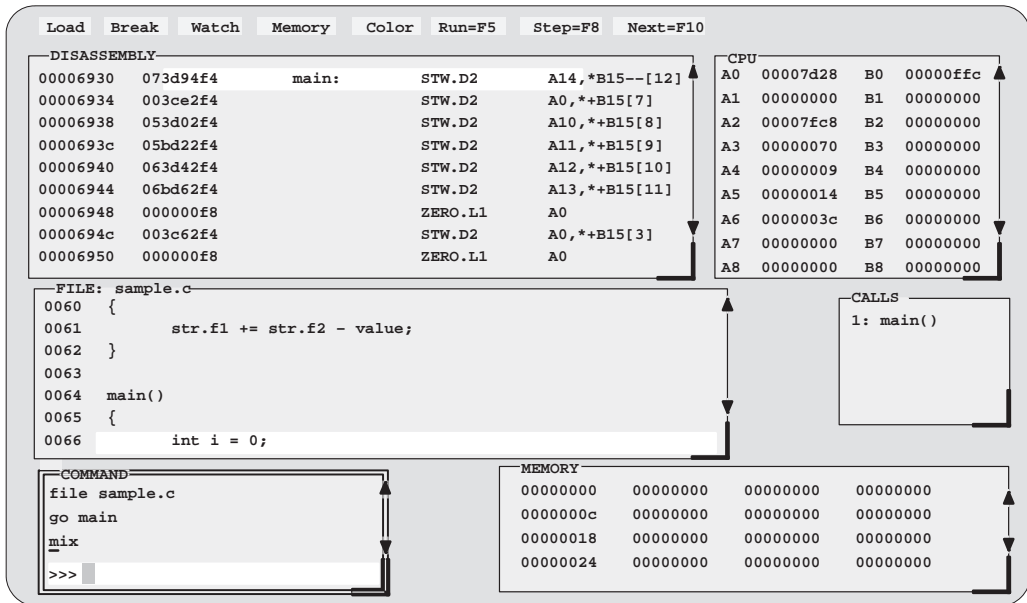 Load Break Watch Memory Color Run=F5 Step=F8 Next=F10
DISASSEMBLY
00006930 073d94f4 main: STW.D2 A14,*B15--[12]
00006934 003ce2f4 STW.D2 A0,*+B15[7]
00006938 053d02f4 STW.D2 A10,*+B15[8]
0000693c 05bd22f4 STW.D2 A11,*+B15[9]
00006940 063d42f4 STW.D2 A12,*+B15[10]
00006944 06bd62f4 STW.D2 A13,*+B15[11]
00006948 000000f8 ZERO.L1 A0
0000694c 003c62f4 STW.D2 A0,*+B15[3]
00006950 000000f8 ZERO.L1 A0
CPU
A0 00007d28 B0 00000ffc
A1 00000000 B1 00000000
A2 00007fc8 B2 00000000
A3 00000070 B3 00000000
A4 00000009 B4 00000000
A5 00000014 B5 00000000
A6 0000003c B6 00000000
A7 00000000 B7 00000000
A8 00000000 B8 00000000
FILE: sample.c
0060 {
0061 str.f1 += str.f2 – value;
0062 }
0063
0064 main()
0065 {
0066 int i = 0;
CALLS
1: main()
COMMAND
file sample.c
go main
mix
>>>
MEMORY
00000000 00000000 00000000 00000000
0000000c 00000000 00000000 00000000
00000018 00000000 00000000 00000000
00000024 00000000 00000000 00000000